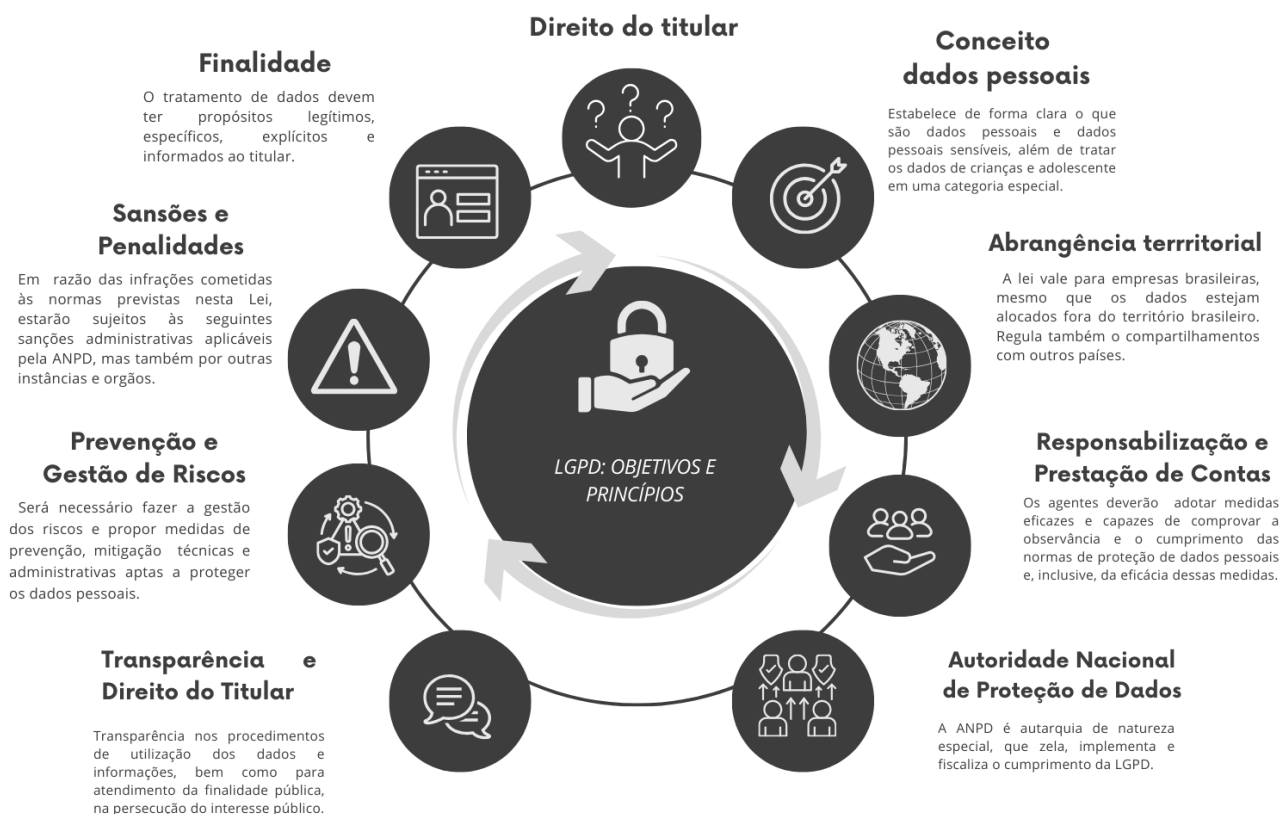 Direito do titular
Conceito
dados pessoais
Estabelece de forma clara o que
são dados pessoais e dados
pessoais sensíveis, além de tratar
os dados de crianças e adolescente
em uma categoria especial.
Abrangência terrritorial
A lei vale para empresas brasileiras,
mesmo que os dados estejam
alocados fora do território brasileiro.
Regula também o compartilhamentos
com outros países.
Responsabilização e
Prestação de Contas
Os agentes deverão adotar medidas
eficazes e capazes de comprovar a
observância e o cumprimento das
normas de proteção de dados pessoais
e, inclusive, da eficácia dessas medidas.
Autoridade Nacional
de Proteção de Dados
A ANPD é autarquia de natureza
especial, que zela, implementa e
fiscaliza o cumprimento da LGPD.
Transparência e
Direito do Titular
Transparência nos procedimentos
de utilização dos dados e
informações, bem como para
atendimento da finalidade pública,
na persecução do interesse público.
Prevenção e
Gestão de Riscos
Será necessário fazer a gestão
dos riscos e propor medidas de
prevenção, mitigação técnicas e
administrativas aptas a proteger
os dados pessoais.
Sansões e
Penalidades
Em razão das infrações cometidas
às normas previstas nesta Lei,
estarão sujeitos às seguintes
sanções administrativas aplicáveis
pela ANPD, mas também por outras
instâncias e orgãos.
Finalidade
O tratamento de dados devem
ter propósitos legítimos,
específicos, explícitos e
informados ao titular.
LGPD: OBJETIVOS E
PRINCÍPIOS